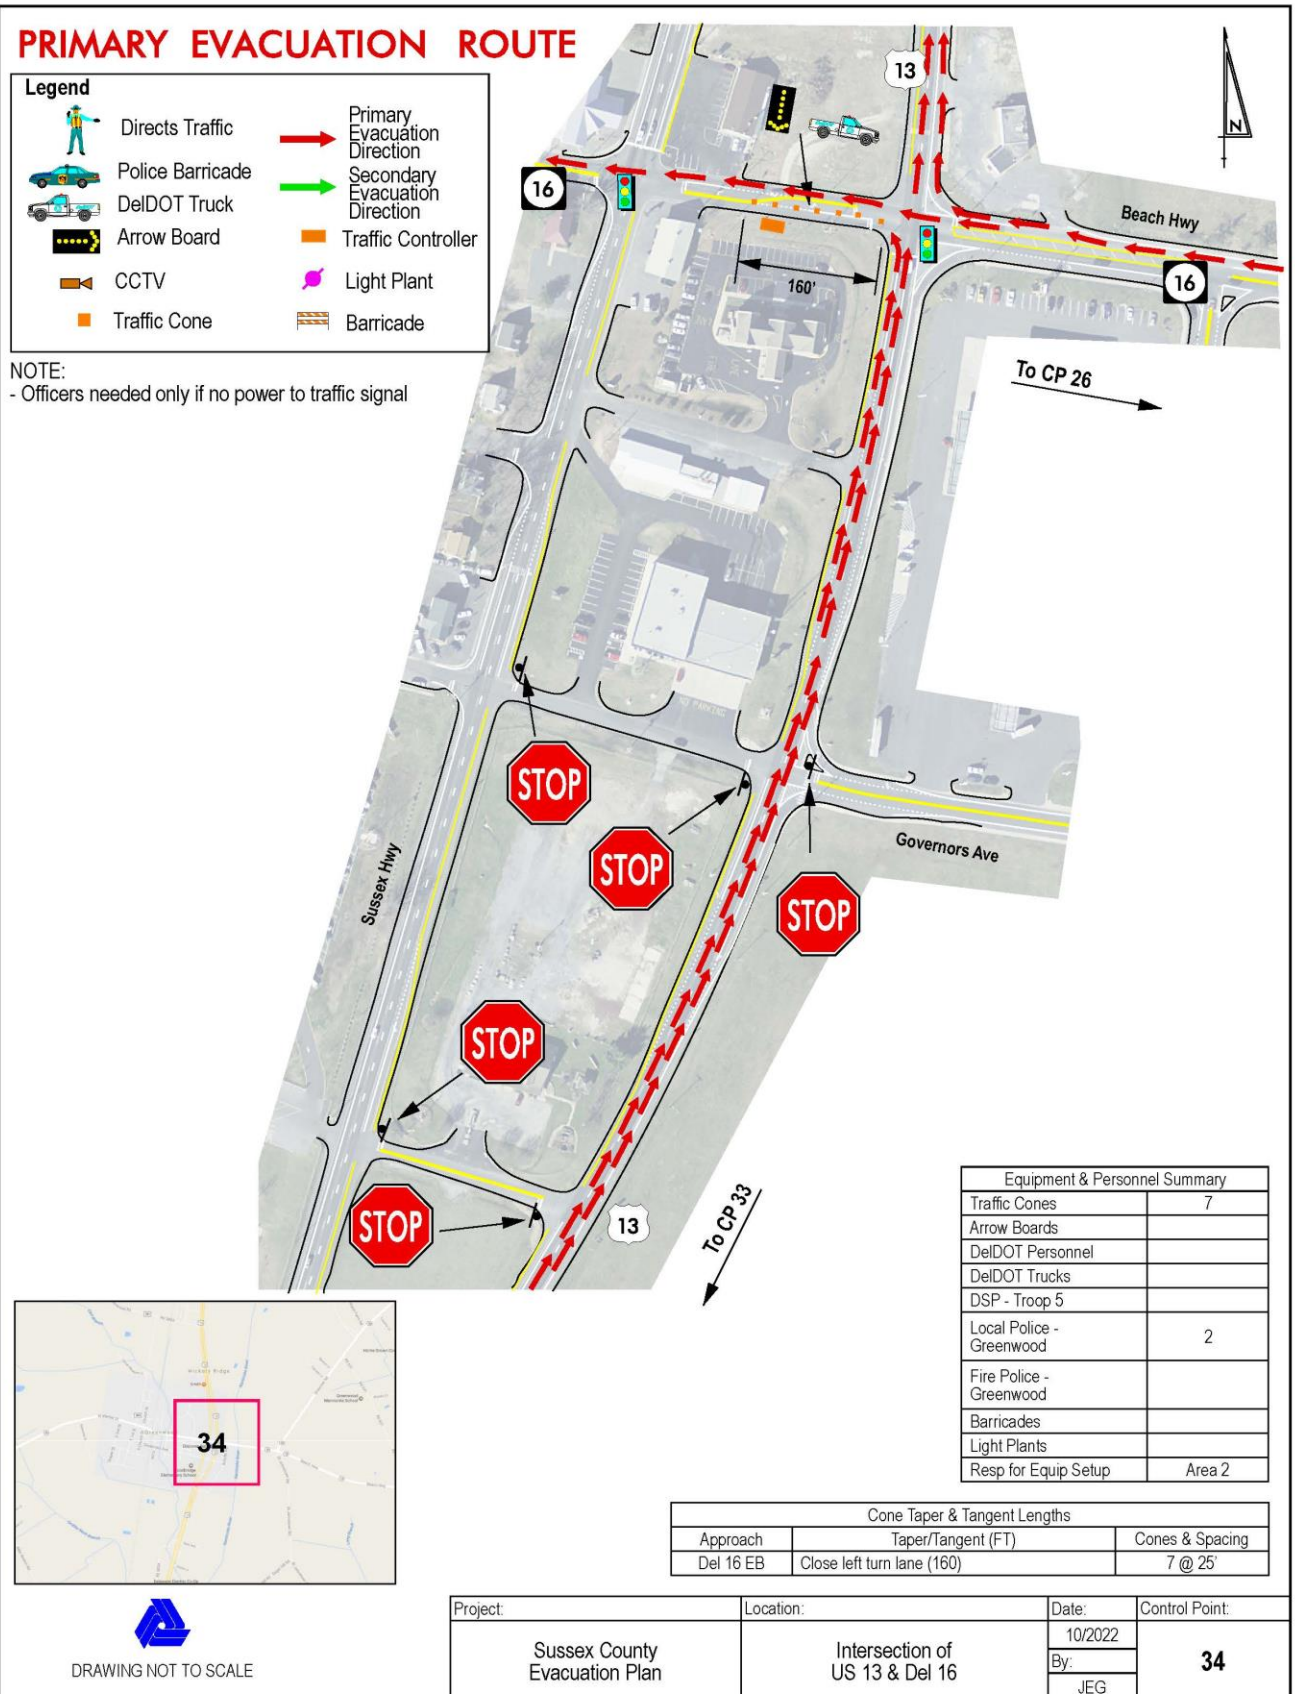 PRIMARY EVACUATION ROUTE
Legend
Directs Traffic
Police Barricade
DelDOT Truck
Arrow Board
CCTV
Traffic Cone
Primary
Evacuation
Direction
Secondary
Evacuation
Direction
Traffic Controller
Light Plant
Barricade
NOTE:
- Officers needed only if no power to traffic signal
13
N
16
Beach Hwy
16
160'
To CP 26
STOP
STOP
STOP
Governors Ave
Sussex Hwy
STOP
STOP
13
To CP 33
NO PARKING
Equipment & Personnel Summary
Traffic Cones 7
Arrow Boards
DelDOT Personnel
DelDOT Trucks
DSP - Troop 5
Local Police -
Greenwood 2
Fire Police -
Greenwood
Barricades
Light Plants
Resp for Equip Setup Area 2
34
Cone Taper & Tangent Lengths
Approach Taper/Tangent (FT) Cones & Spacing
Del 16 EB Close left turn lane (160) 7 @ 25'
DRAWING NOT TO SCALE
Project:
Sussex County
Evacuation Plan
Location:
Intersection of
US 13 & Del 16
Date:
10/2022
By:
JEG
Control Point:
34